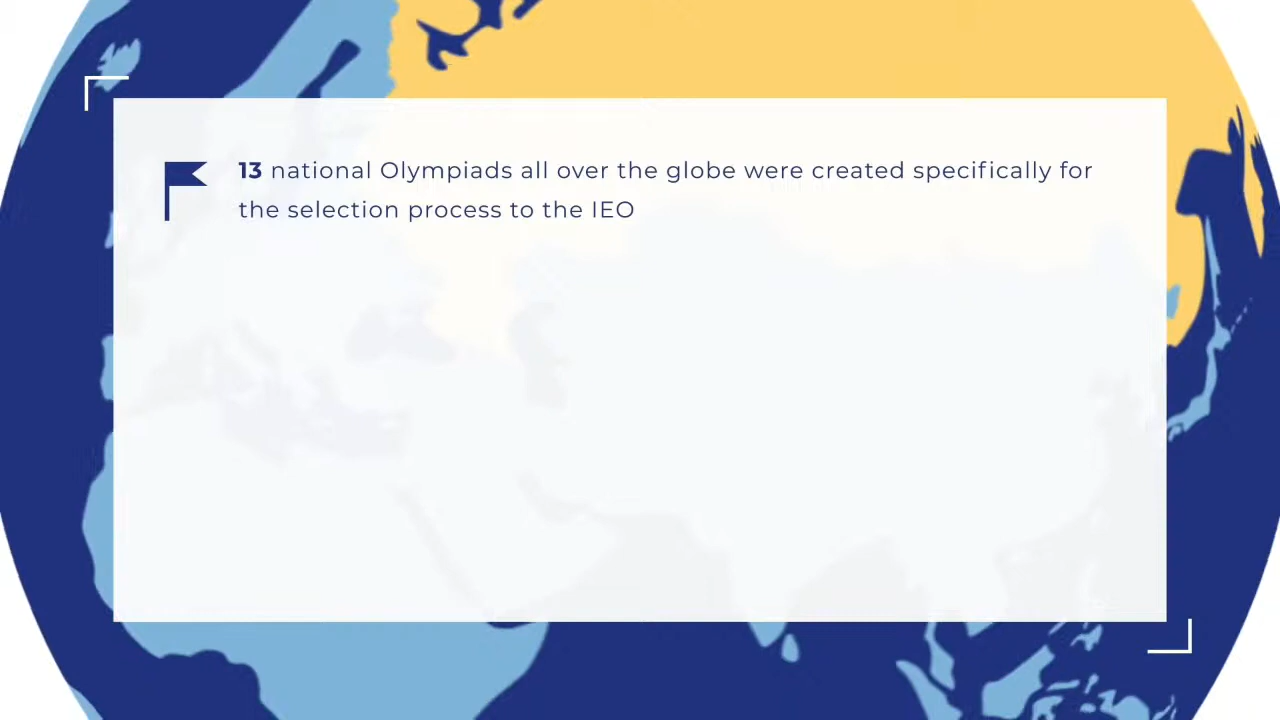 13 national Olympiads all over the globe were created specifically for
the selection process to the IEO